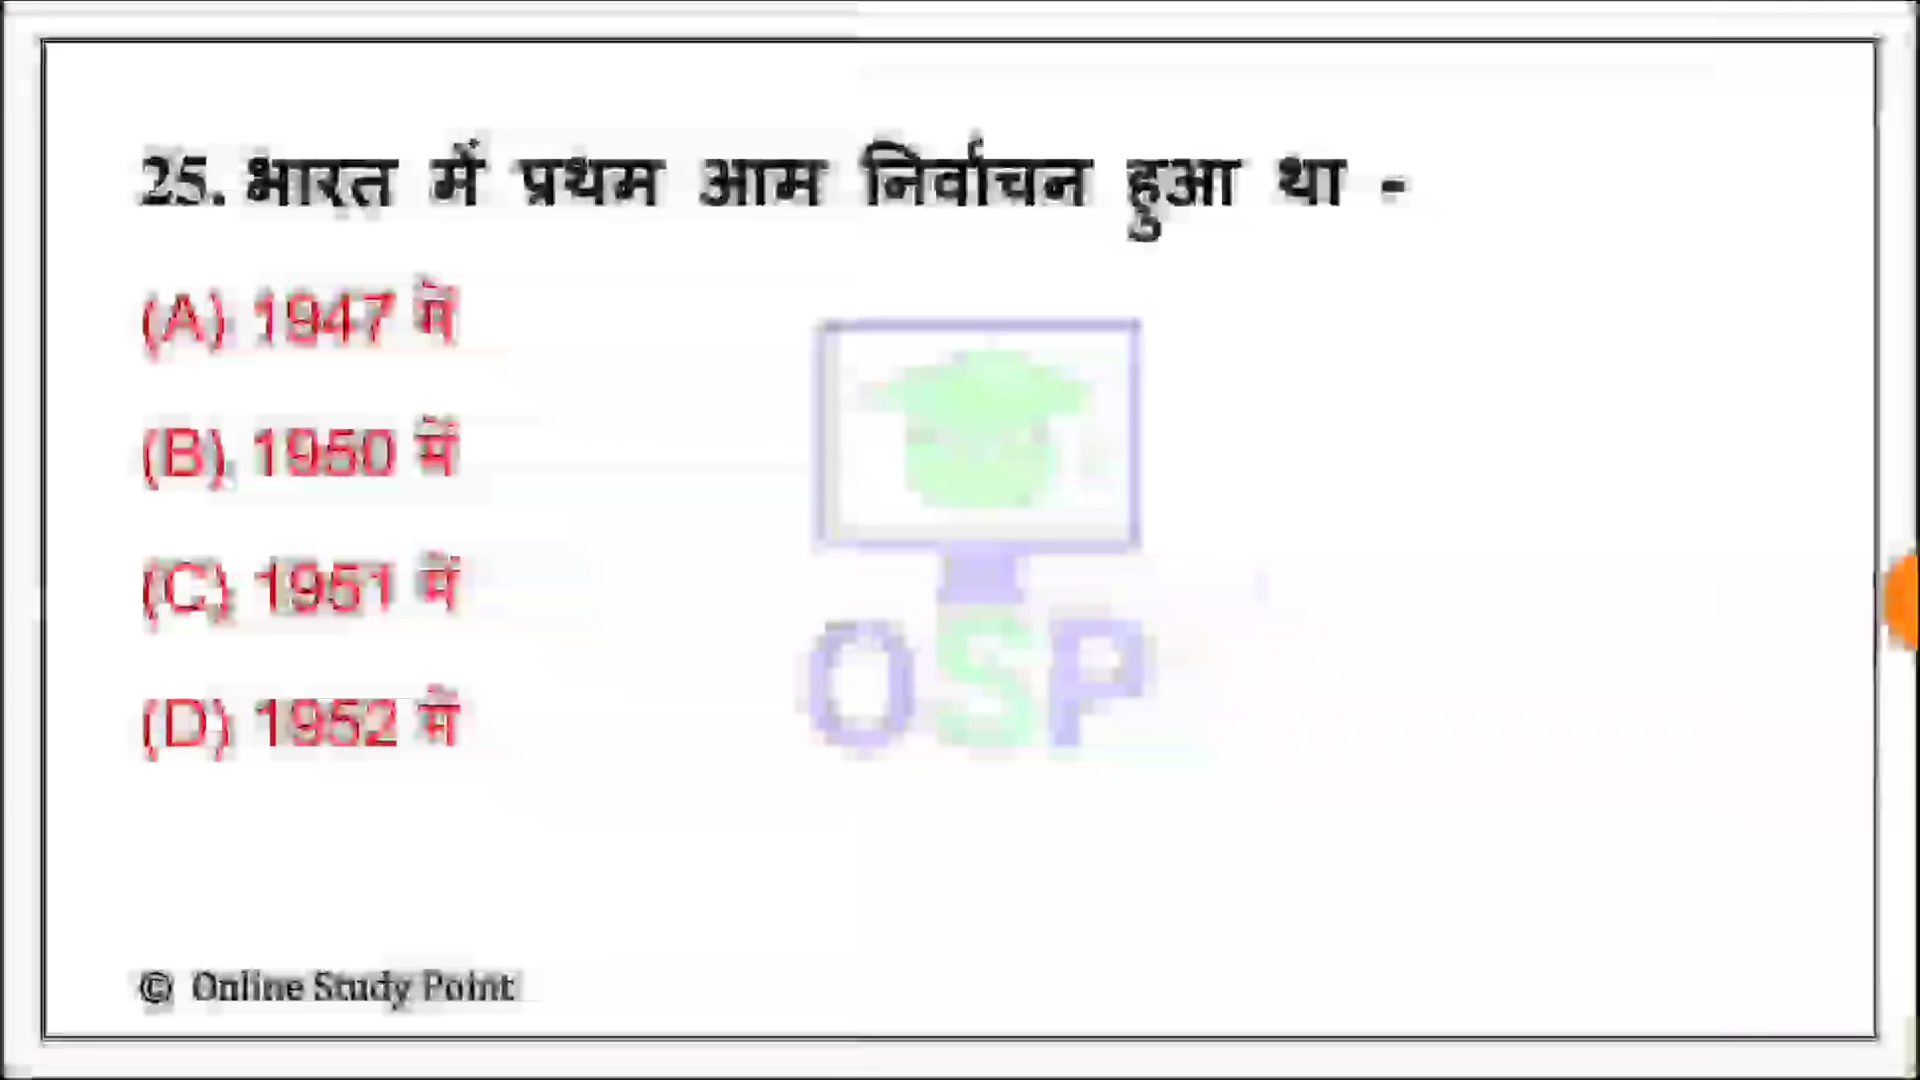 25. भारत में प्रथम आम निर्वाचन हुआ था -
(A) 1947 में
(B) 1950 में
(C) 1951 में
(D) 1952 में
OSP
© Online Study Point